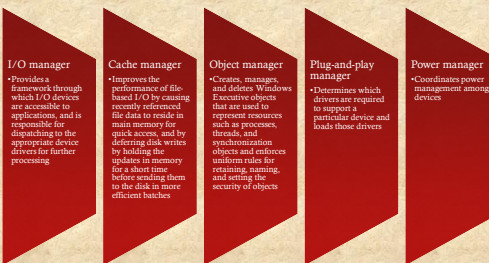 I/O manager
•Provides a
framework through
which I/O devices
are accessible to
applications, and is
responsible for
dispatching to the
appropriate device
drivers for further
processing
Cache manager
•Improves the
performance of file-
based I/O by causing
recently referenced
file data to reside in
main memory for
quick access, and by
deferring disk writes
by holding the
updates in memory
for a short time
before sending them
to the disk in more
efficient batches
Object manager
•Creates, manages,
and deletes Windows
Executive objects
that are used to
represent resources
such as processes,
threads, and
synchronization
objects and enforces
uniform rules for
retaining, naming,
and setting the
security of objects
Plug-and-play
manager
•Determines which
drivers are required
to support a
particular device and
loads those drivers
Power manager
•Coordinates power
management among
devices